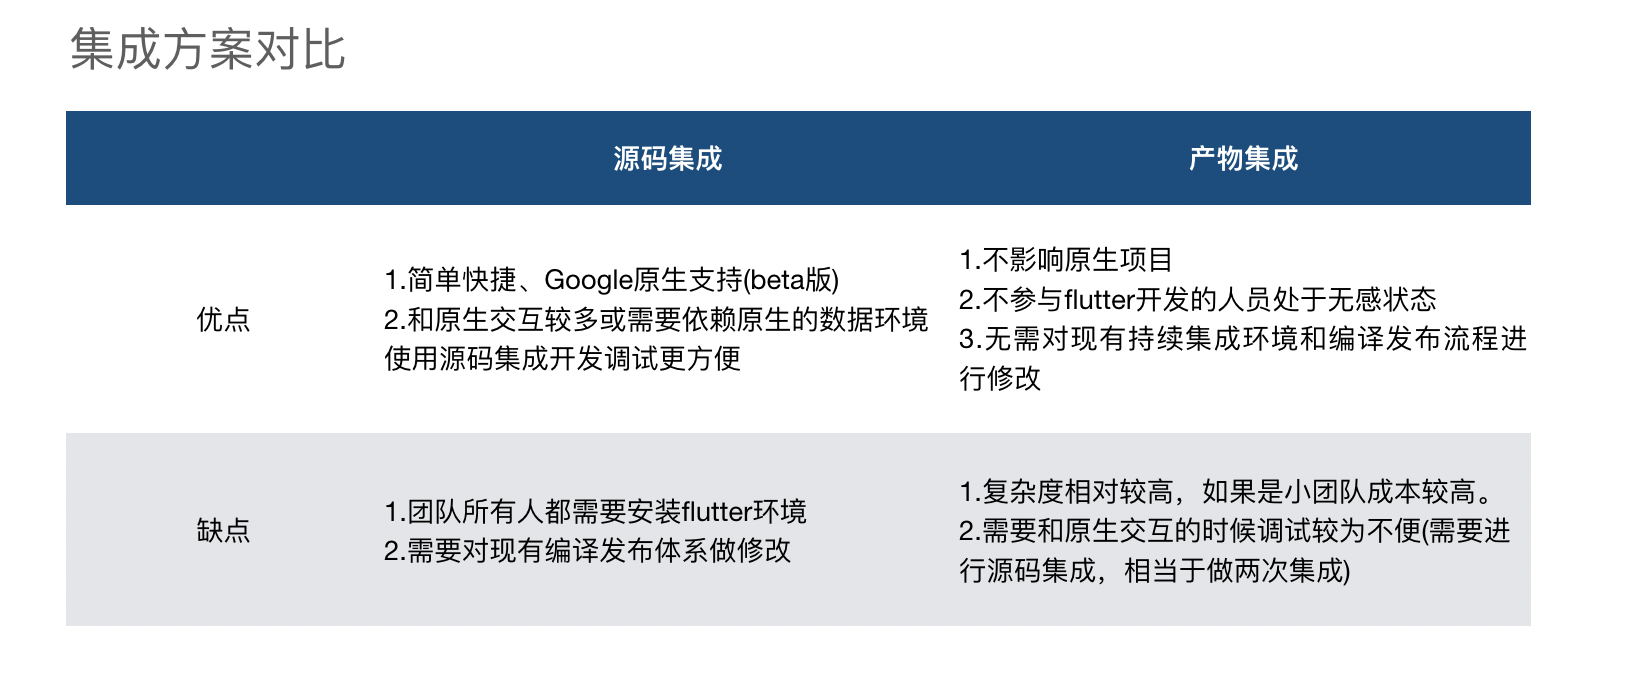 集成方案对比
源码集成
产物集成
优点
1.简单快捷、Google原生支持(beta版)
2.和原生交互较多或需要依赖原生的数据环境
使用源码集成开发调试更方便
1.不影响原生项目
2.不参与flutter开发的人员处于无感状态
3.无需对现有持续集成环境和编译发布流程进
行修改
缺点
1.团队所有人都需要安装flutter环境
2.需要对现有编译发布体系做修改
1.复杂度相对较高，如果是小团队成本较高。
2.需要和原生交互的时候调试较为不便(需要进
行源码集成，相当于做两次集成)